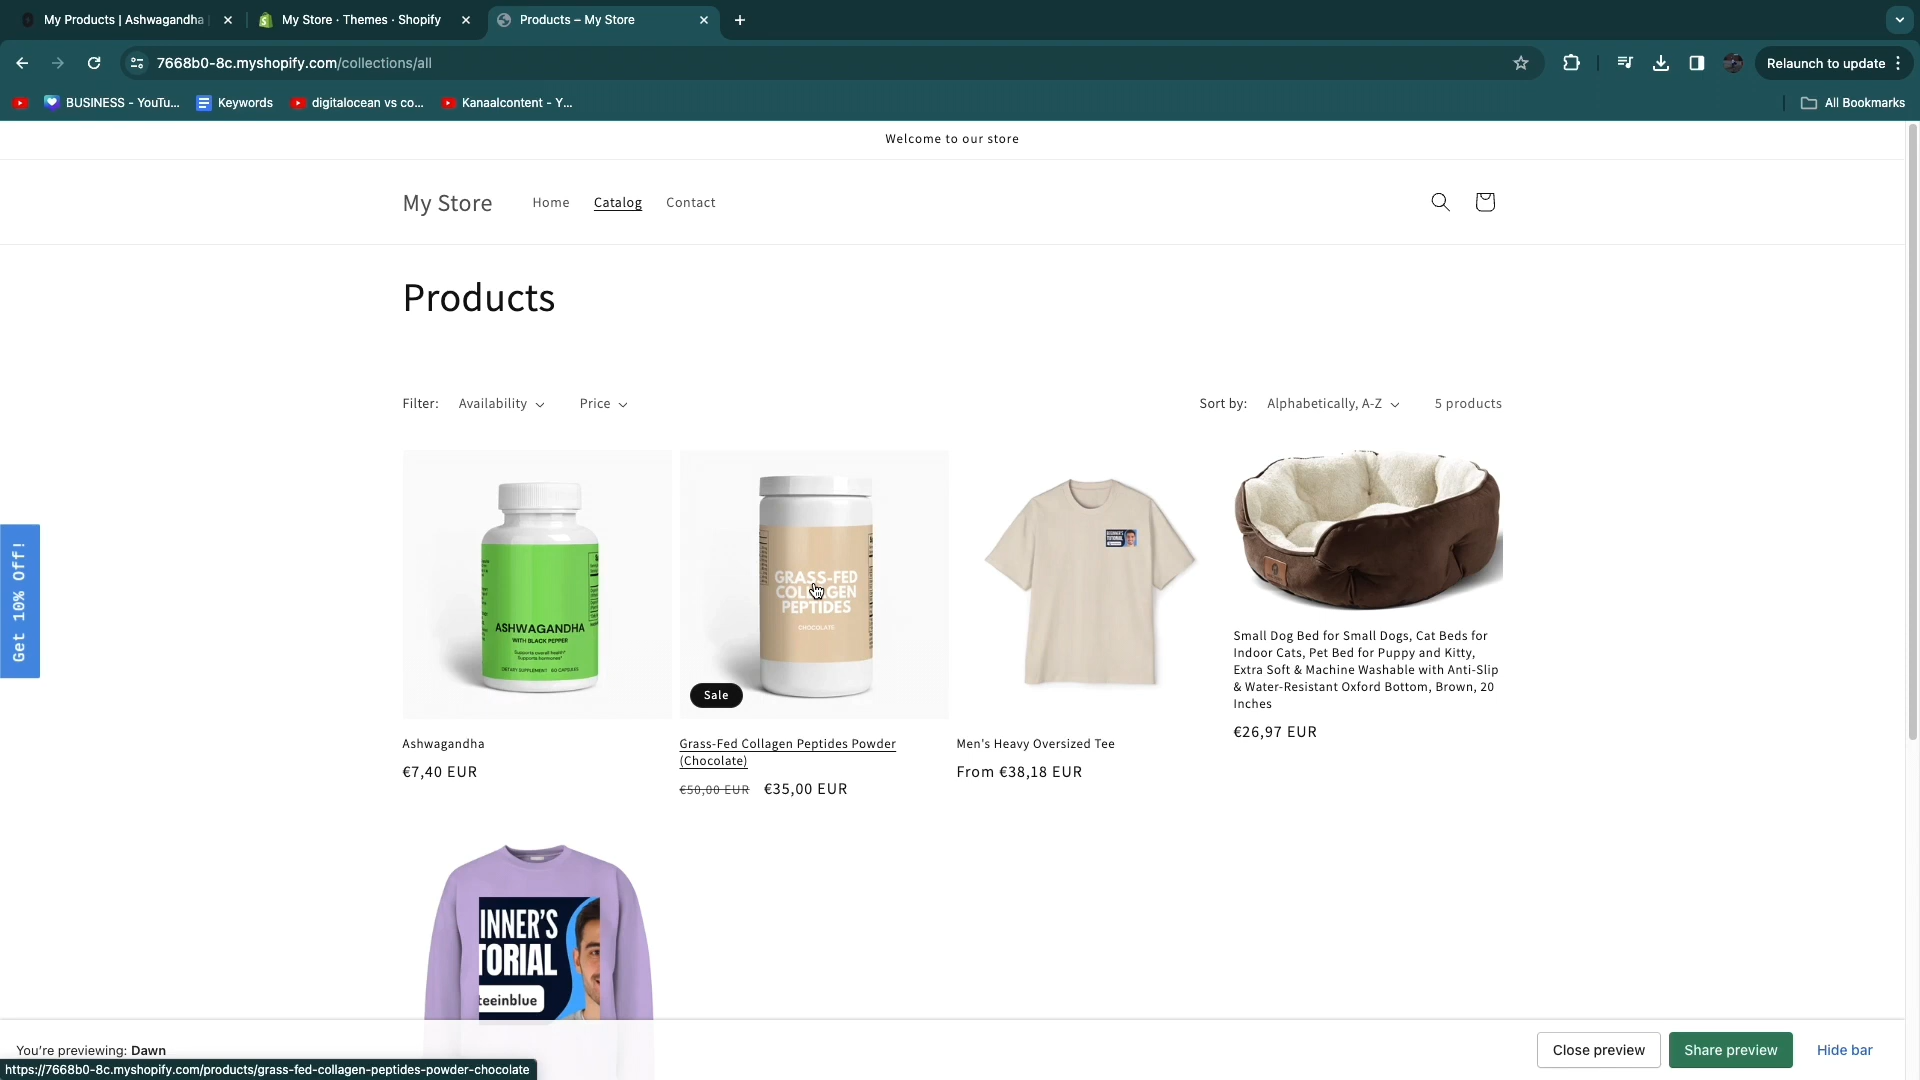 My Products | Ashwagandha
My Store · Themes · Shopify
Products – My Store
7668b0-8c.myshopify.com/collections/all
Relaunch to update
BUSINESS - YouTu...
Keywords
digitalocean vs co...
Kanaalcontent - Y...
All Bookmarks
Welcome to our store
My Store
Home
Catalog
Contact
Products
Filter:
Availability
Price
Sort by:
Alphabetically, A-Z
5 products
Get 10% Off!
ASHWAGANDHA
WITH BLACK PEPPER
Supports overall health*
Supports hormones*
DIETARY SUPPLEMENT 60 CAPSULES
GRASS-FED
COLLAGEN
PEPTIDES
CHOCOLATE
Sale
Ashwagandha
€7,40 EUR
Grass-Fed Collagen Peptides Powder
(Chocolate)
€50,00 EUR €35,00 EUR
Men's Heavy Oversized Tee
From €38,18 EUR
Small Dog Bed for Small Dogs, Cat Beds for
Indoor Cats, Pet Bed for Puppy and Kitty,
Extra Soft & Machine Washable with Anti-Slip
& Water-Resistant Oxford Bottom, Brown, 20
Inches
€26,97 EUR
INNER'S
TORIAL
teeinblue
You're previewing: Dawn
Close preview
Share preview
Hide bar
https://7668b0-8c.myshopify.com/products/grass-fed-collagen-peptides-powder-chocolate